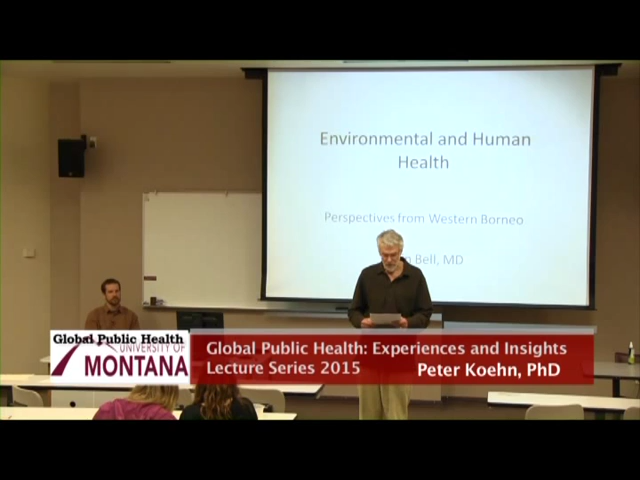 Environmental and Human
Health
Perspectives from Western Borneo
Bell, MD
Global Public Health
UNIVERSITY OF
MONTANA
Global Public Health: Experiences and Insights
Lecture Series 2015
Peter Koehn, PhD